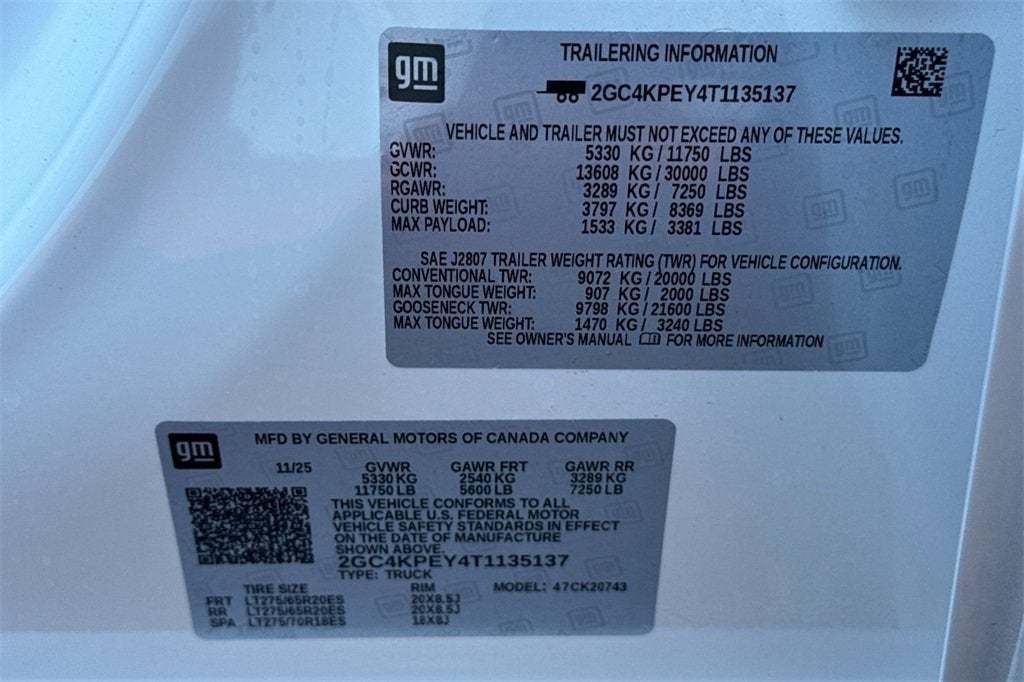 gm
TRAILERING INFORMATION
2GC4KPEY4T1135137
VEHICLE AND TRAILER MUST NOT EXCEED ANY OF THESE VALUES.
GVWR: 5330 KG / 11750 LBS
GCWR: 13608 KG / 30000 LBS
RGAWR: 3289 KG / 7250 LBS
CURB WEIGHT: 3797 KG / 8369 LBS
MAX PAYLOAD: 1533 KG / 3381 LBS
SAE J2807 TRAILER WEIGHT RATING (TWR) FOR VEHICLE CONFIGURATION.
CONVENTIONAL TWR: 9072 KG / 20000 LBS
MAX TONGUE WEIGHT: 907 KG / 2000 LBS
GOOSENECK TWR: 9798 KG / 21600 LBS
MAX TONGUE WEIGHT: 1470 KG / 3240 LBS
SEE OWNER'S MANUAL FOR MORE INFORMATION
gm
MFD BY GENERAL MOTORS OF CANADA COMPANY
11/25 GVWR GAWR FRT GAWR RR
5330 KG 2540 KG 3289 KG
11750 LB 5600 LB 7250 LB
THIS VEHICLE CONFORMS TO ALL
APPLICABLE U.S. FEDERAL MOTOR
VEHICLE SAFETY STANDARDS IN EFFECT
ON THE DATE OF MANUFACTURE
SHOWN ABOVE.
2GC4KPEY4T1135137
TYPE: TRUCK MODEL: 47CK20743
TIRE SIZE RIM
FRT LT275/65R20ES 20X8.5J
RR LT275/65R20ES 20X8.5J
SPA LT275/70R18ES 18X8J